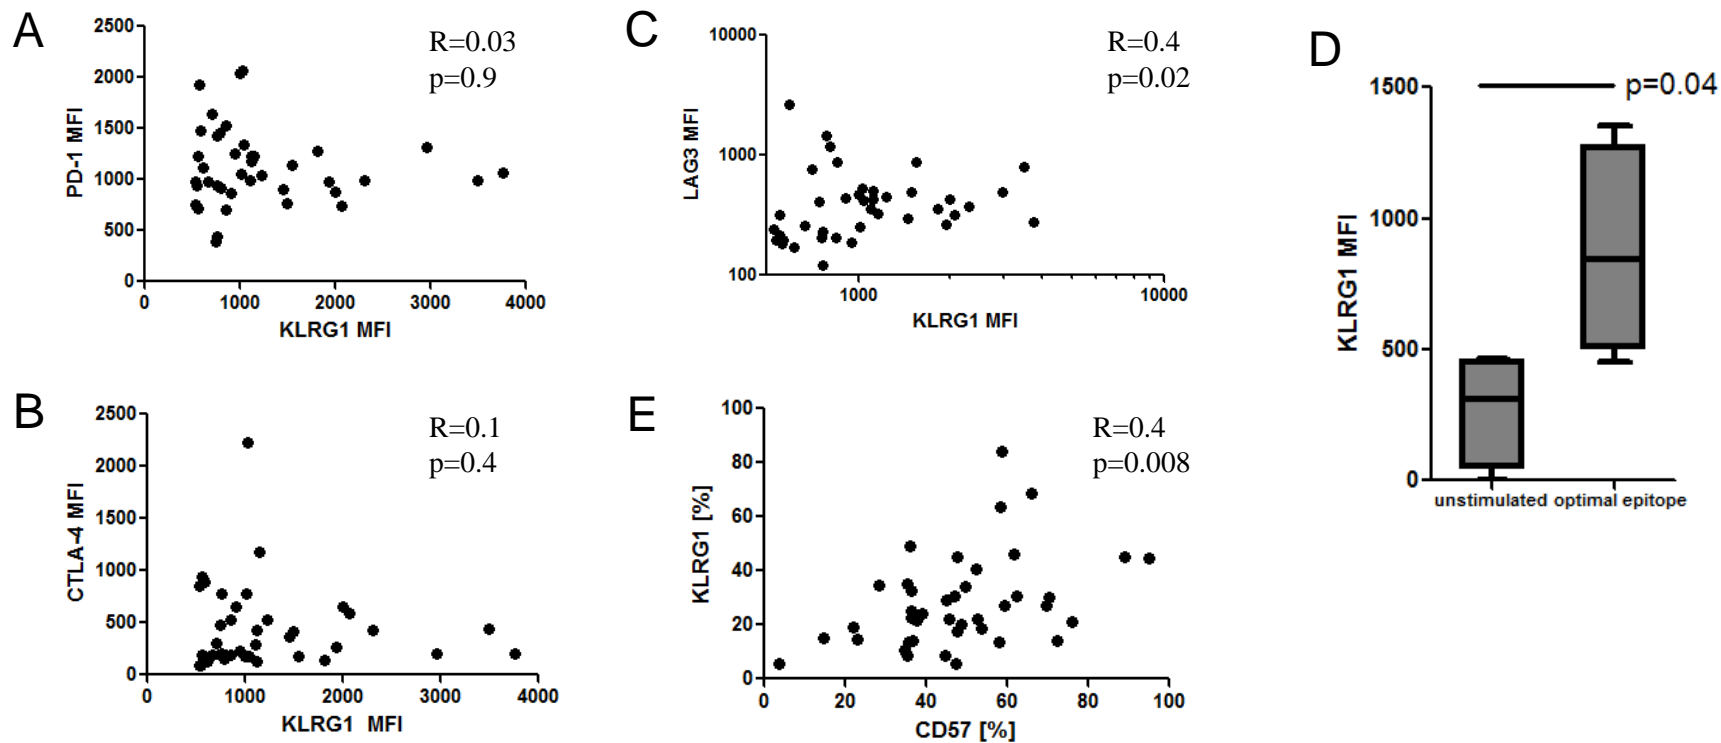 A
R=0.03
p=0.9
PD-1 MFI
2500
2000
1500
1000
500
0
0 1000 2000 3000 4000
KLRG1 MFI
B
R=0.1
p=0.4
CTLA-4 MFI
2500
2000
1500
1000
500
0
0 1000 2000 3000 4000
KLRG1 MFI
C
R=0.4
p=0.02
LAG3 MFI
10000
1000
100
1000 10000
KLRG1 MFI
D
p=0.04
KLRG1 MFI
1500
1000
500
0
unstimulated optimal epitope
E
R=0.4
p=0.008
KLRG1 [%]
100
80
60
40
20
0
0 20 40 60 80 100
CD57 [%]